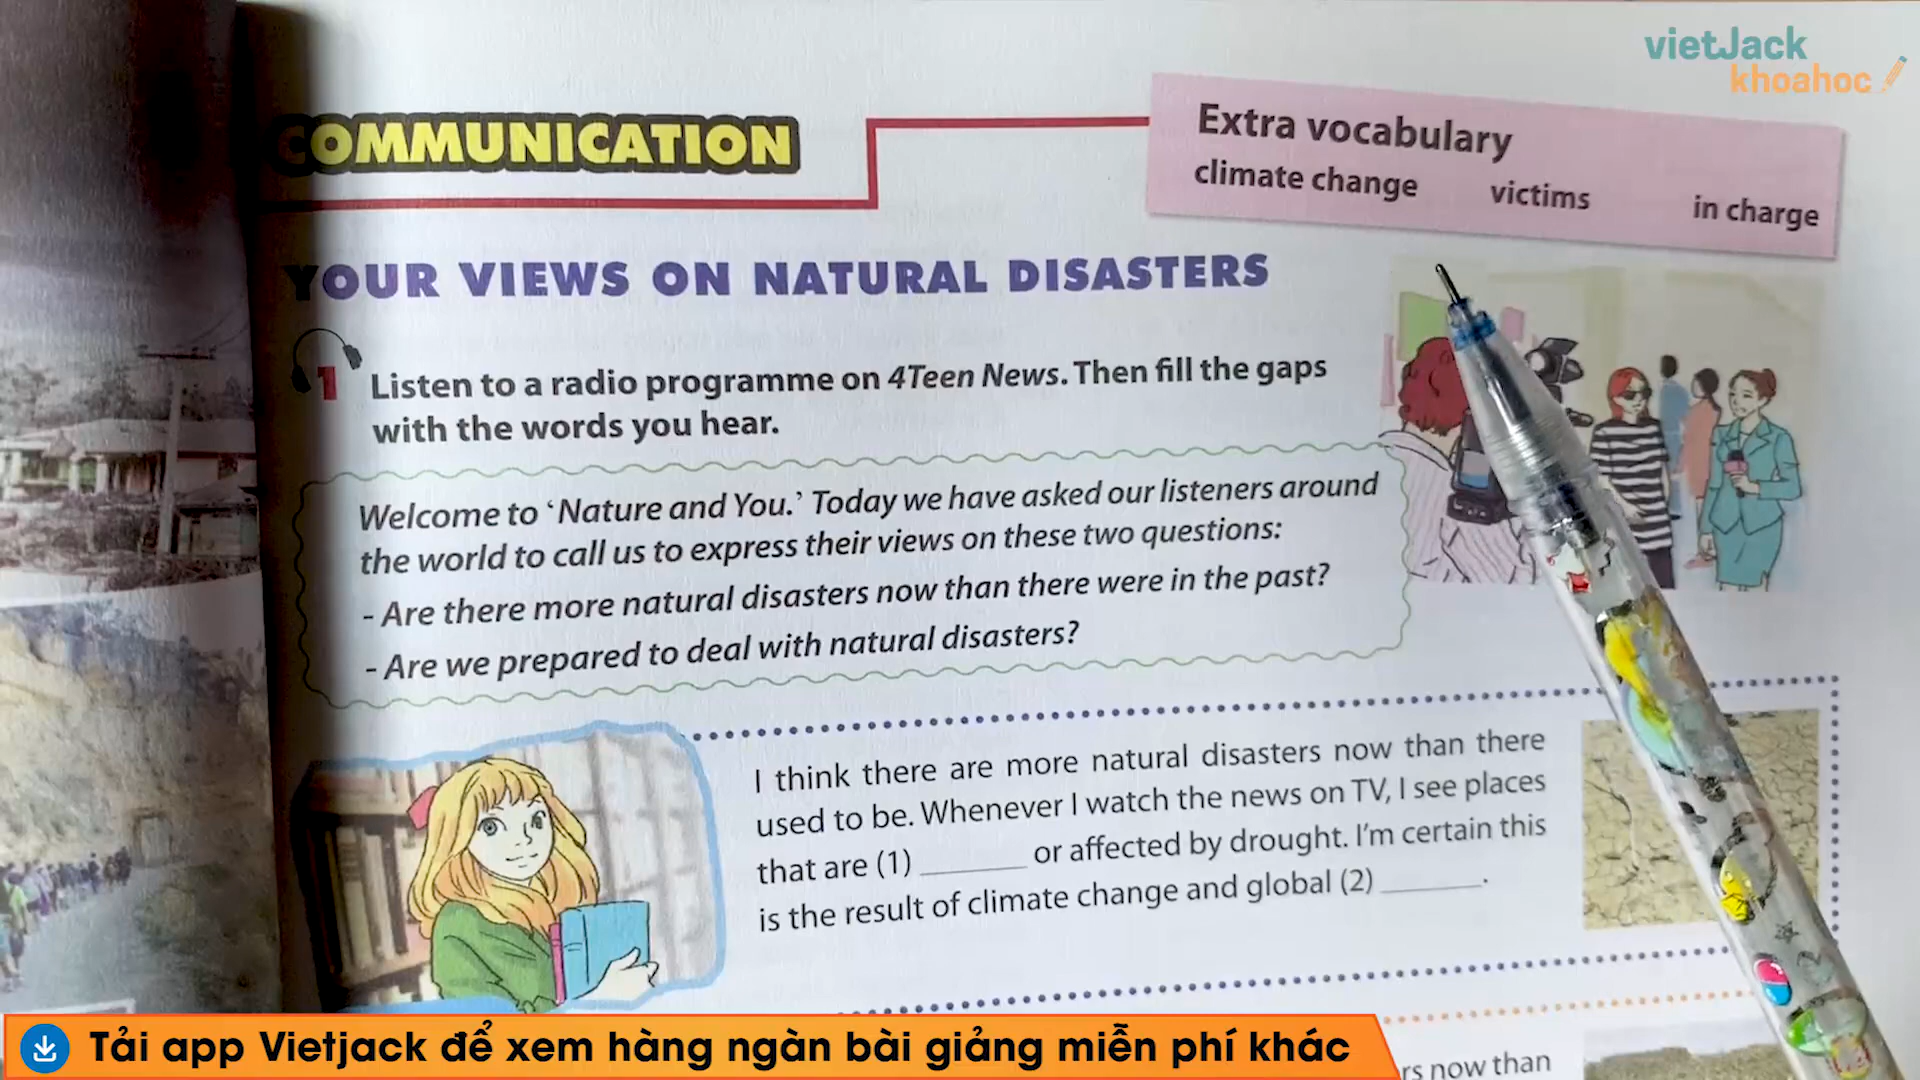 vietJack
khoahoc
COMMUNICATION
Extra vocabulary
climate change victims in charge
YOUR VIEWS ON NATURAL DISASTERS
1 Listen to a radio programme on 4Teen News. Then fill the gaps
with the words you hear.
Welcome to ‘Nature and You.’ Today we have asked our listeners around
the world to call us to express their views on these two questions:
- Are there more natural disasters now than there were in the past?
- Are we prepared to deal with natural disasters?
I think there are more natural disasters now than there
used to be. Whenever I watch the news on TV, I see places
that are (1) _______ or affected by drought. I’m certain this
is the result of climate change and global (2) _______.
Tải app Vietjack để xem hàng ngàn bài giảng miễn phí khác
now than